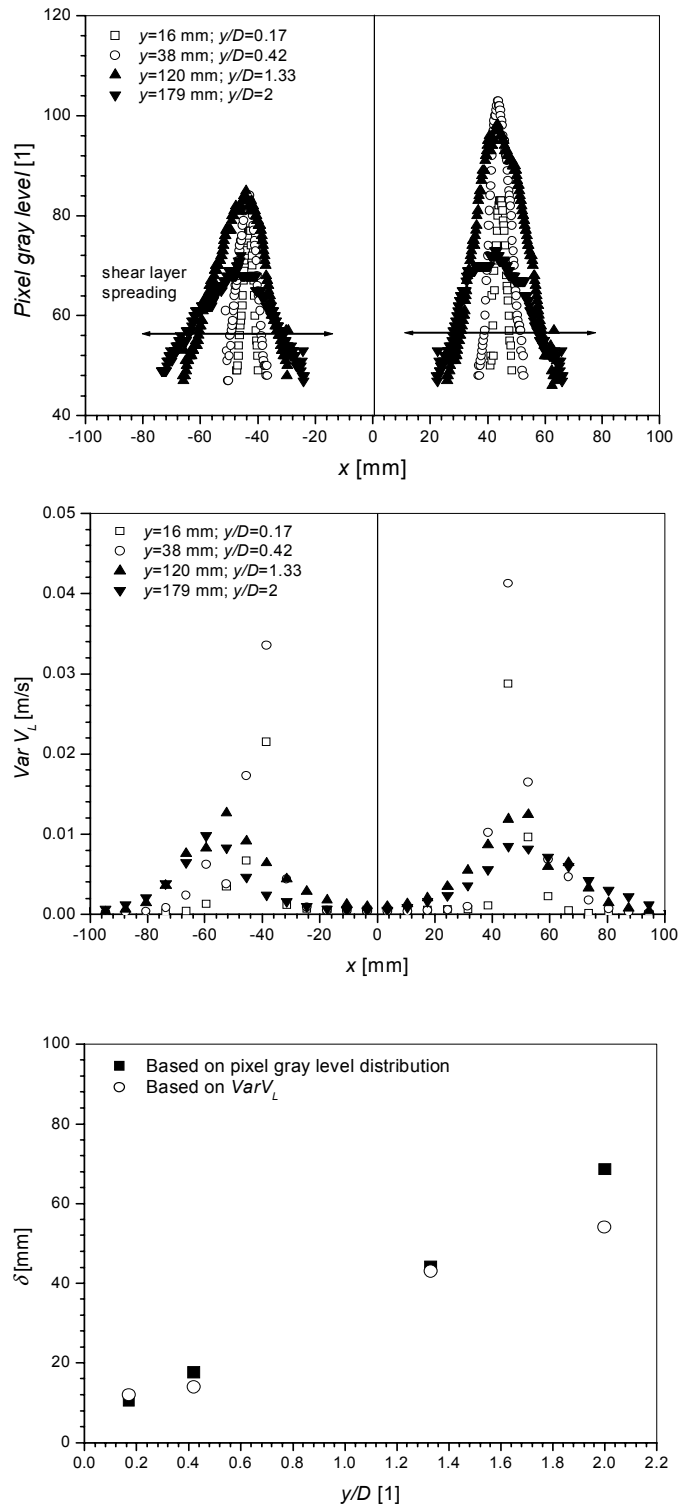 120
100
80
60
40
Pixel gray level [1]
y=16 mm; y/D=0.17
y=38 mm; y/D=0.42
y=120 mm; y/D=1.33
y=179 mm; y/D=2
shear layer
spreading
-100 -80 -60 -40 -20 0 20 40 60 80 100
x [mm]
0.05
0.04
0.03
0.02
0.01
0.00
Var V_L [m/s]
y=16 mm; y/D=0.17
y=38 mm; y/D=0.42
y=120 mm; y/D=1.33
y=179 mm; y/D=2
-100 -80 -60 -40 -20 0 20 40 60 80 100
x [mm]
100
80
60
40
20
0
δ [mm]
Based on pixel gray level distribution
Based on VarV_L
0.0 0.2 0.4 0.6 0.8 1.0 1.2 1.4 1.6 1.8 2.0 2.2
y/D [1]